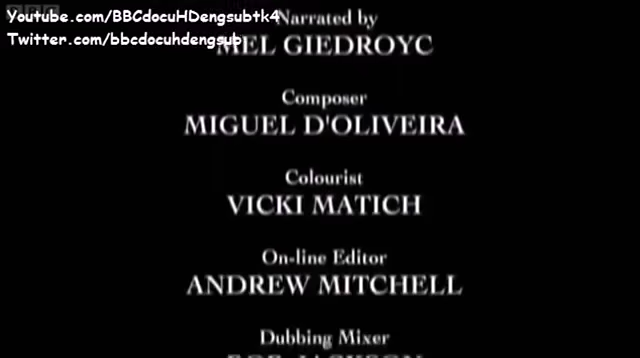 Youtube.com/BBCdocuHDengsubtk4
Twitter.com/bbcdocuhdengsub
Narrated by
MEL GIEDROYC
Composer
MIGUEL D'OLIVEIRA
Colourist
VICKI MATICH
On-line Editor
ANDREW MITCHELL
Dubbing Mixer